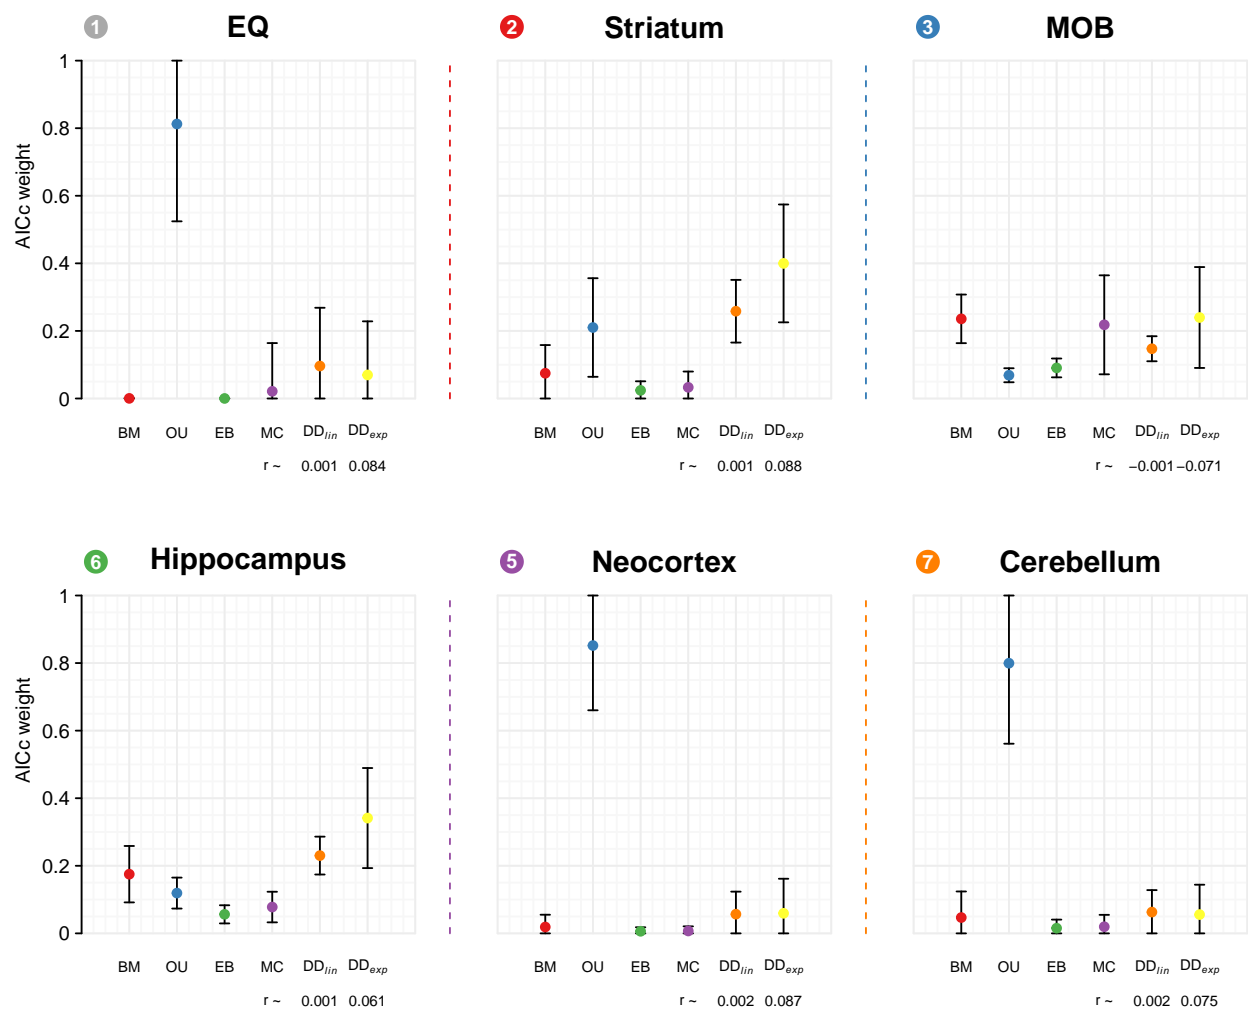 1 EQ
2 Striatum
3 MOB
AICc weight
1
0.8
0.6
0.4
0.2
0
BM OU EB MC DDlin DDexp
r ~ 0.001 0.084
BM OU EB MC DDlin DDexp
r ~ 0.001 0.088
BM OU EB MC DDlin DDexp
r ~ −0.001 −0.071
6 Hippocampus
5 Neocortex
7 Cerebellum
AICc weight
1
0.8
0.6
0.4
0.2
0
BM OU EB MC DDlin DDexp
r ~ 0.001 0.061
BM OU EB MC DDlin DDexp
r ~ 0.002 0.087
BM OU EB MC DDlin DDexp
r ~ 0.002 0.075